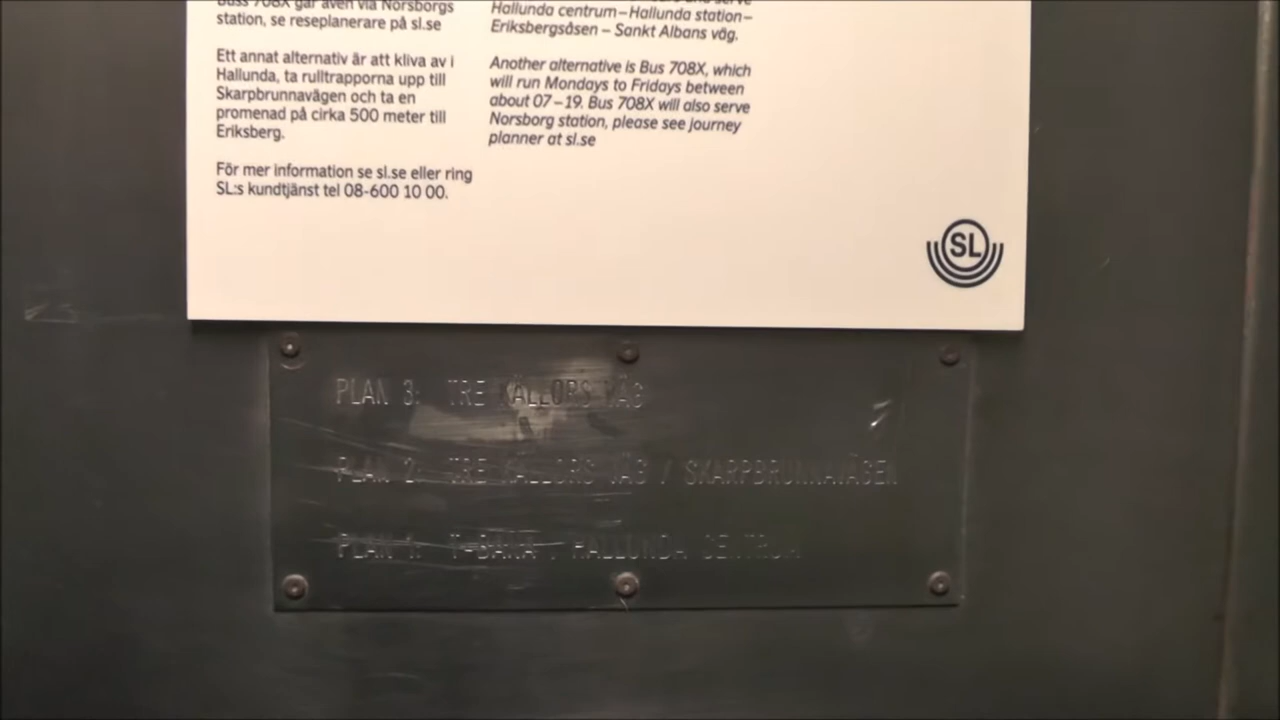 Buss 708X går även via Norsborgs
station, se reseplanerare på sl.se
Ett annat alternativ är att kliva av i
Hallunda, ta rulltrapporna upp till
Skarpbrunnavägen och ta en
promenad på cirka 500 meter till
Eriksberg.
För mer information se sl.se eller ring
SL:s kundtjänst tel 08-600 10 00.
Hallunda centrum–Hallunda station–
Eriksbergsåsen – Sankt Albans väg.
Another alternative is Bus 708X, which
will run Mondays to Fridays between
about 07–19. Bus 708X will also serve
Norsborg station, please see journey
planner at sl.se
SL
PLAN 3: TRE KÄLLORS VÄG
PLAN 2: TRE KÄLLORS VÄG / SKARPBRUNNAVÄGEN
PLAN 1: T-BANA , HALLUNDA CENTRUM